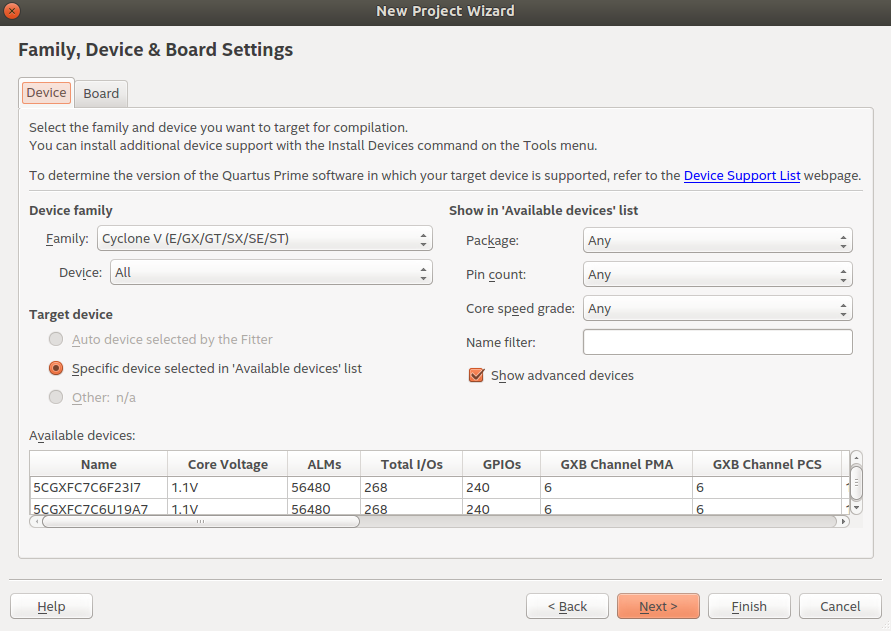 New Project Wizard
Family, Device & Board Settings
Device Board
Select the family and device you want to target for compilation.
You can install additional device support with the Install Devices command on the Tools menu.
To determine the version of the Quartus Prime software in which your target device is supported, refer to the Device Support List webpage.
Device family
Family: Cyclone V (E/GX/GT/SX/SE/ST)
Device: All
Target device
Auto device selected by the Fitter
Specific device selected in 'Available devices' list
Other: n/a
Show in 'Available devices' list
Package: Any
Pin count: Any
Core speed grade: Any
Name filter:
Show advanced devices
Available devices:
Name Core Voltage ALMs Total I/Os GPIOs GXB Channel PMA GXB Channel PCS
5CGXFC7C6F23I7 1.1V 56480 268 240 6 6
5CGXFC7C6U19A7 1.1V 56480 268 240 6 6
Help < Back Next > Finish Cancel